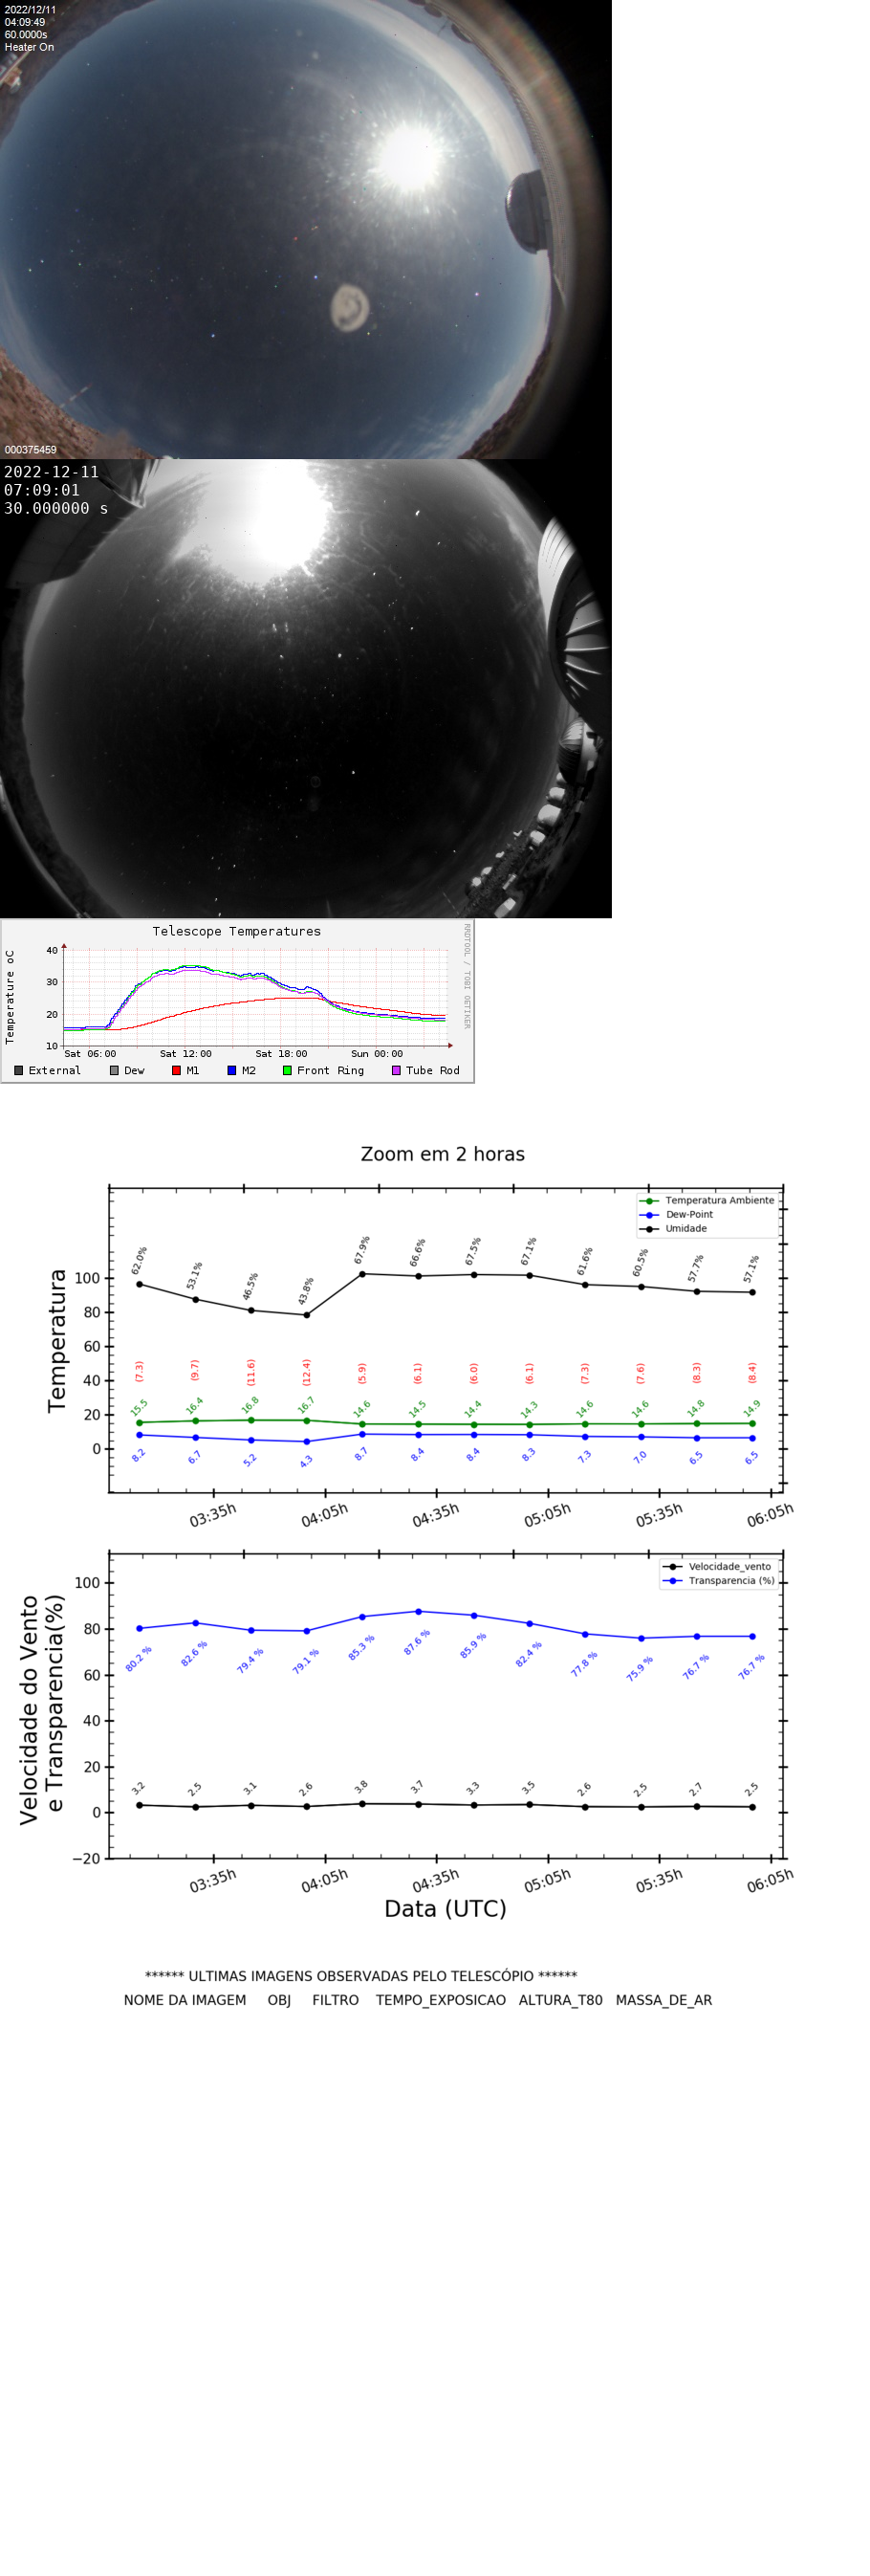 2022/12/11
04:09:49
60.0000s
Heater On
000375459
2022-12-11
07:09:01
30.000000 s
Telescope Temperatures
RRDTOOL / TOBI OETIKER
Temperature oC
40
30
20
10
Sat 06:00 Sat 12:00 Sat 18:00 Sun 00:00
External Dew M1 M2 Front Ring Tube Rod
Zoom em 2 horas
Temperatura Ambiente
Dew-Point
Umidade
Temperatura
100
80
60
40
20
0
62.0% 53.1% 46.5% 43.8% 67.9% 66.6% 67.5% 67.1% 61.6% 60.5% 57.7% 57.1%
(7.3) (9.7) (11.6) (12.4) (5.9) (6.1) (6.0) (6.1) (7.3) (7.6) (8.3) (8.4)
15.5 16.4 16.8 16.7 14.6 14.5 14.4 14.3 14.6 14.6 14.8 14.9
8.2 6.7 5.2 4.3 8.7 8.4 8.4 8.3 7.3 7.0 6.5 6.5
03:35h 04:05h 04:35h 05:05h 05:35h 06:05h
Velocidade_vento
Transparencia (%)
Velocidade do Vento
e Transparencia(%)
100
80
60
40
20
0
−20
80.2 % 82.6 % 79.4 % 79.1 % 85.3 % 87.6 % 85.9 % 82.4 % 77.8 % 75.9 % 76.7 % 76.7 %
3.2 2.5 3.1 2.6 3.8 3.7 3.3 3.5 2.6 2.5 2.7 2.5
03:35h 04:05h 04:35h 05:05h 05:35h 06:05h
Data (UTC)
****** ULTIMAS IMAGENS OBSERVADAS PELO TELESCÓPIO ******
NOME DA IMAGEM OBJ FILTRO TEMPO_EXPOSICAO ALTURA_T80 MASSA_DE_AR